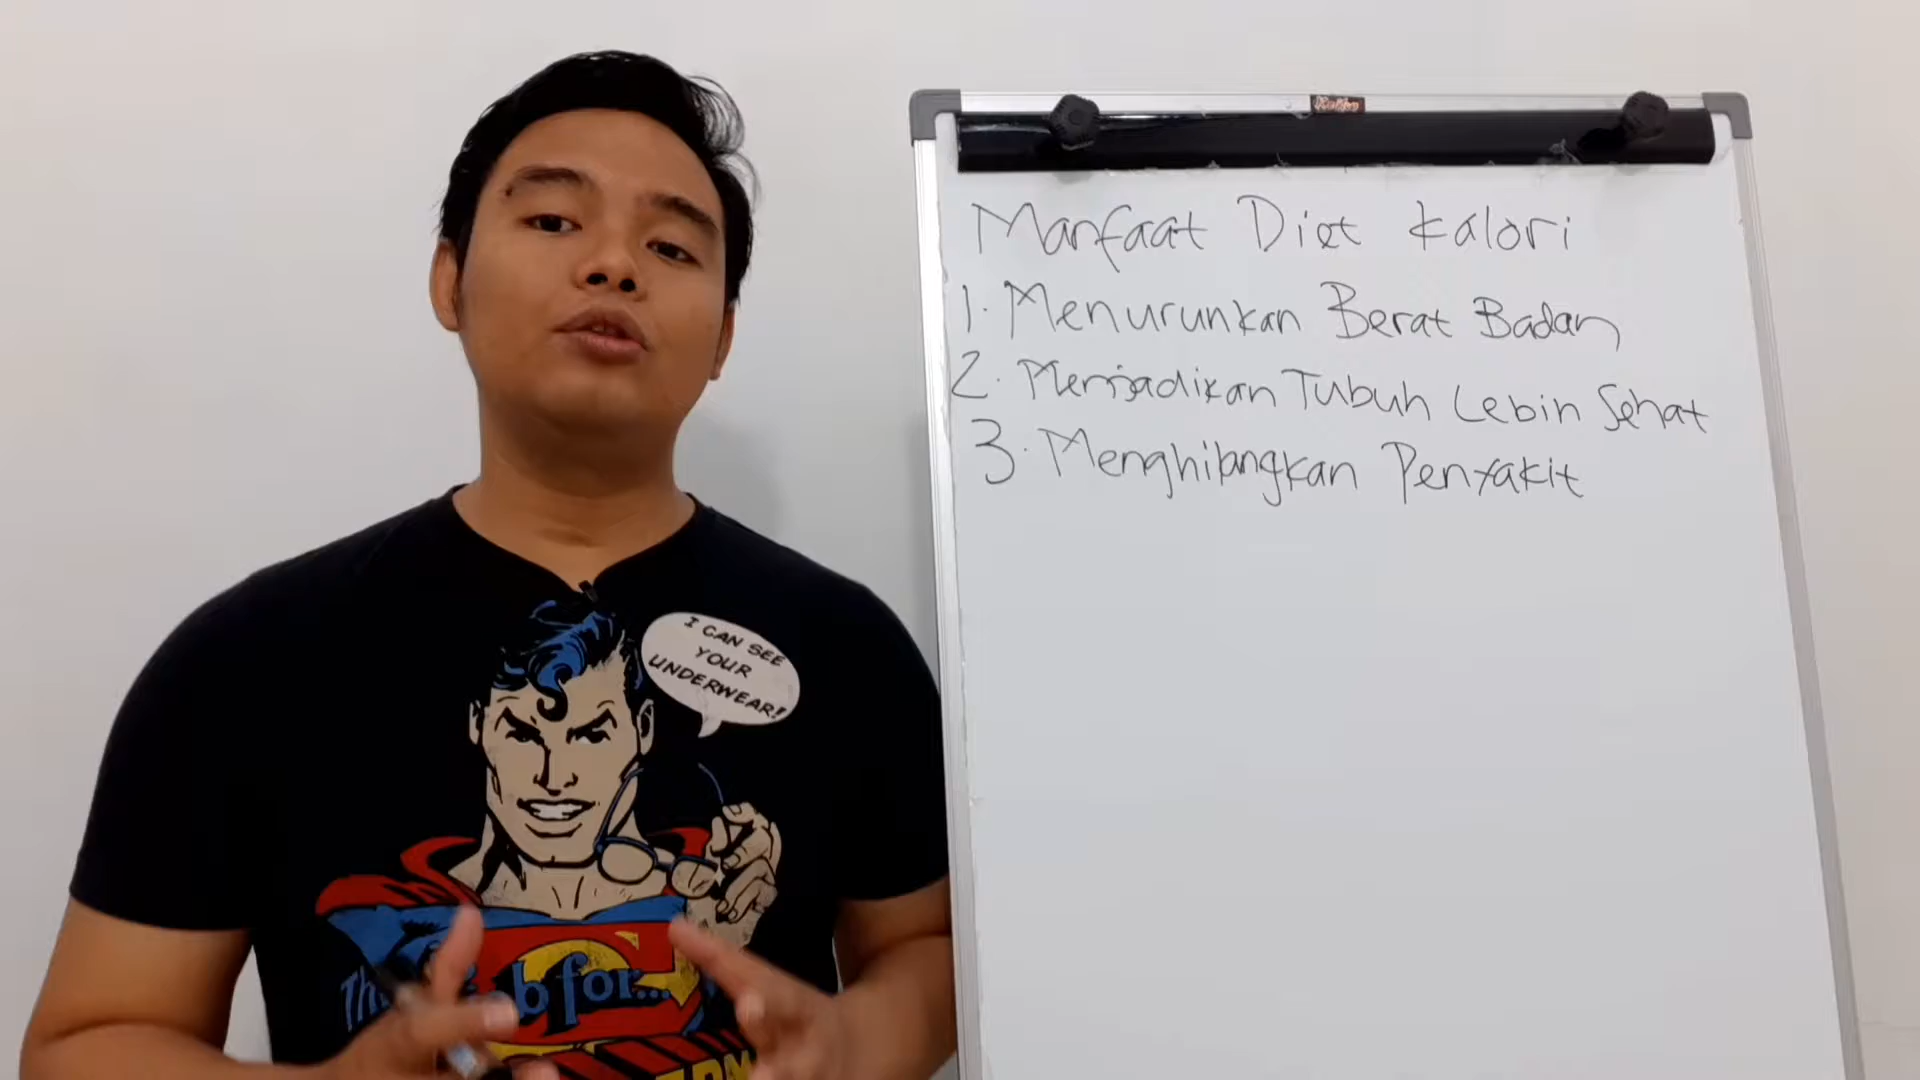 Manfaat Diet Kalori
1. Menurunkan Berat Badan
2. Menjadikan Tubuh Lebih Sehat
3. Menghilangkan Penyakit
I CAN SEE
YOUR
UNDERWEAR!
for...